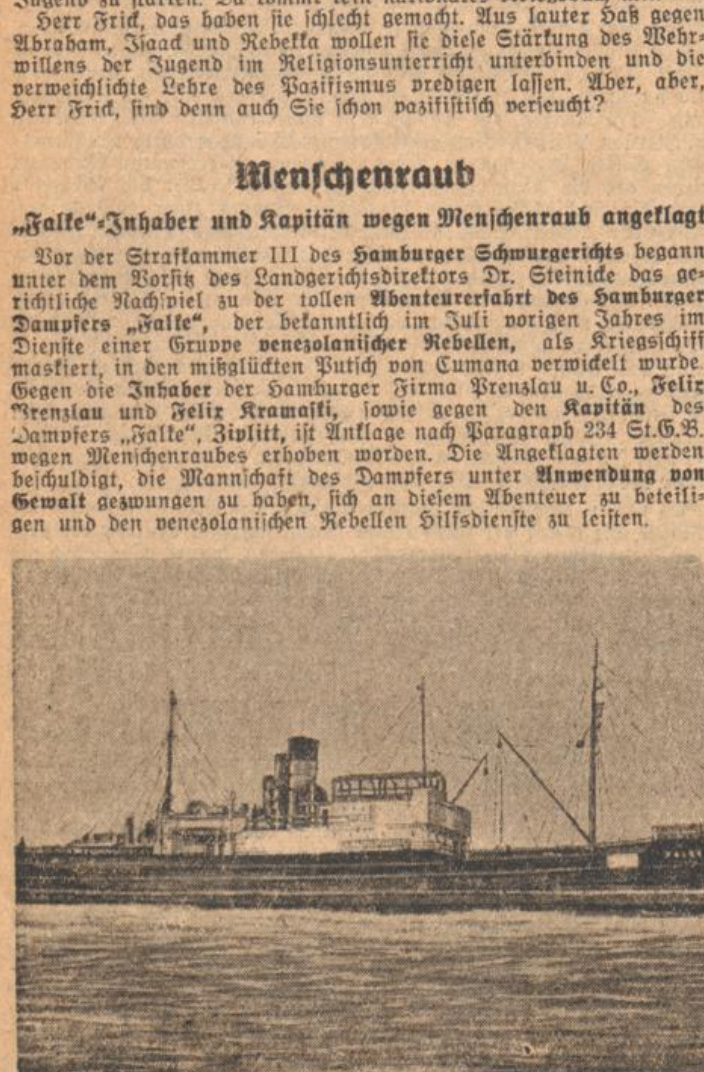 Herr Frick, das haben sie schlecht gemacht. Aus lauter Haß gegen
Abraham, Isaack und Rebekka wollen sie diese Stärkung des Wehr-
willens der Jugend im Religionsunterricht unterbinden und die
verweichlichte Lehre des Pazifismus predigen lassen. Aber, aber,
Herr Frick, sind denn auch Sie schon pazifistisch verseucht?
Menschenraub
„Falke“-Inhaber und Kapitän wegen Menschenraub angeklagt
Vor der Strafkammer III des Hamburger Schwurgerichts begann
unter dem Vorsitz des Landgerichtsdirektors Dr. Steinicke das ge-
richtliche Nachspiel zu der tollen Abenteurerfahrt des Hamburger
Dampfers „Falke“, der bekanntlich im Juli vorigen Jahres im
Dienste einer Gruppe venezolanischer Rebellen, als Kriegsschiff
maskiert, in den mißglückten Putsch von Cumana verwickelt wurde.
Gegen die Inhaber der Hamburger Firma Prenzlau u. Co., Felix
Prenzlau und Felix Kramaski, sowie gegen den Kapitän des
Dampfers „Falke“, Ziplitt, ist Anklage nach Paragraph 234 St.G.B.
wegen Menschenraubes erhoben worden. Die Angeklagten werden
beschuldigt, die Mannschaft des Dampfers unter Anwendung von
Gewalt gezwungen zu haben, sich an diesem Abenteuer zu beteili-
gen und den venezolanischen Rebellen Hilfsdienste zu leisten.
FALKE